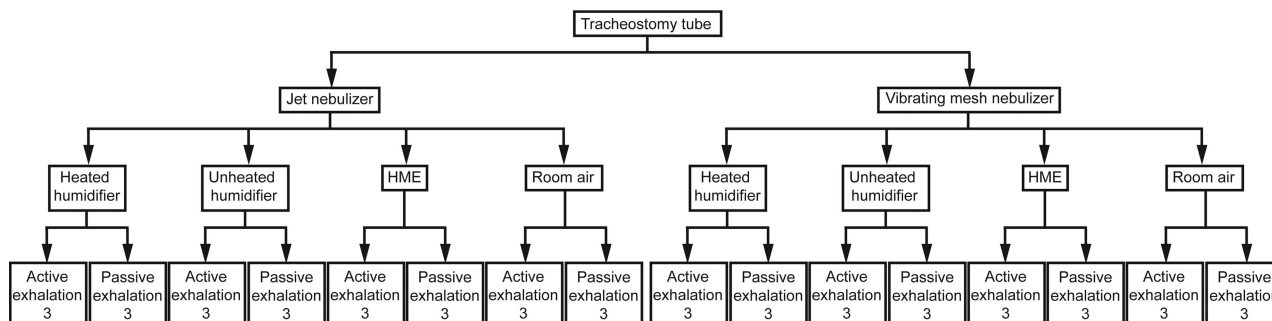 Tracheostomy tube
Jet nebulizer
Vibrating mesh nebulizer
Heated
humidifier
Unheated
humidifier
HME
Room air
Heated
humidifier
Unheated
humidifier
HME
Room air
Active
exhalation
3
Passive
exhalation
3
Active
exhalation
3
Passive
exhalation
3
Active
exhalation
3
Passive
exhalation
3
Active
exhalation
3
Passive
exhalation
3
Active
exhalation
3
Passive
exhalation
3
Active
exhalation
3
Passive
exhalation
3
Active
exhalation
3
Passive
exhalation
3
Active
exhalation
3
Passive
exhalation
3